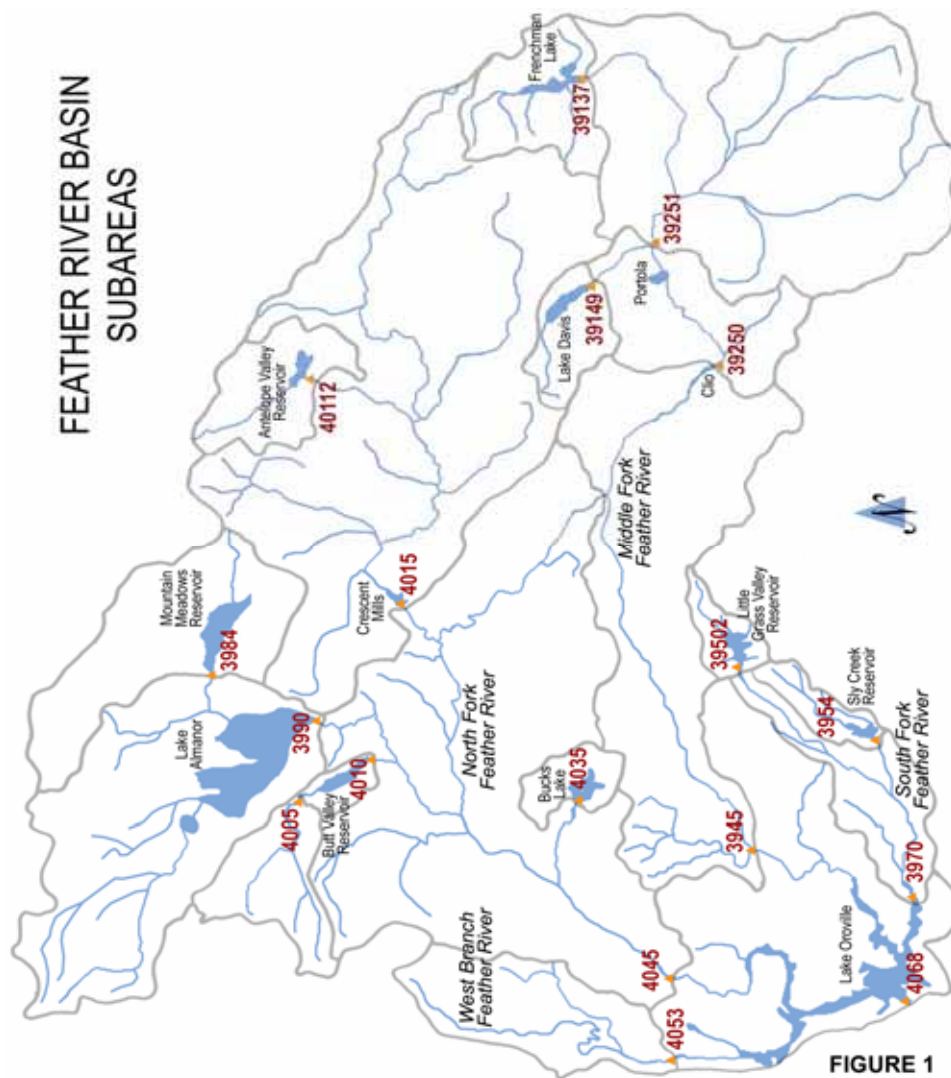 FEATHER RIVER BASIN
SUBAREAS
Frenchman
Lake
39137
39251
Portola
39149
Lake Davis
39250
Clio
Antelope Valley
Reservoir
40112
Middle Fork
Feather River
Mountain
Meadows
Reservoir
3984
Crescent
Mills
4015
Lake
Almanor
3990
4010
4005
Butt Valley
Reservoir
North Fork
Feather River
Bucks
Lake
4035
39502
Little
Grass Valley
Reservoir
3954
Sly Creek
Reservoir
South Fork
Feather River
3945
3970
West Branch
Feather River
4045
4053
Lake Oroville
4068
N
FIGURE 1